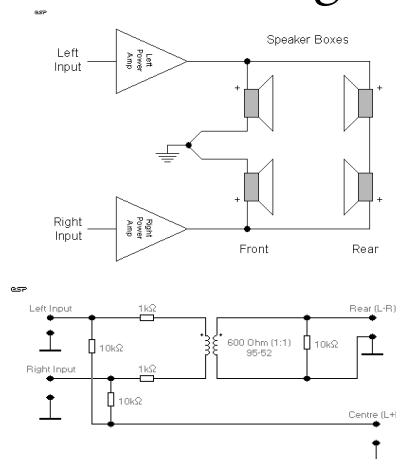 ESP
Speaker Boxes
Left
Input
Left
Power
Amp
+
+
+
+
Right
Input
Right
Power
Amp
Front
Rear
ESP
Left Input
1kΩ
Rear (L-R)
10kΩ
600 Ohm (1:1)
95-52
10kΩ
Right Input
1kΩ
10kΩ
Centre (L+